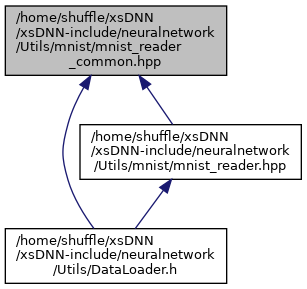 /home/shuffle/xsDNN
/xsDNN-include/neuralnetwork
/Utils/mnist/mnist_reader
_common.hpp
/home/shuffle/xsDNN
/xsDNN-include/neuralnetwork
/Utils/mnist/mnist_reader.hpp
/home/shuffle/xsDNN
/xsDNN-include/neuralnetwork
/Utils/DataLoader.h